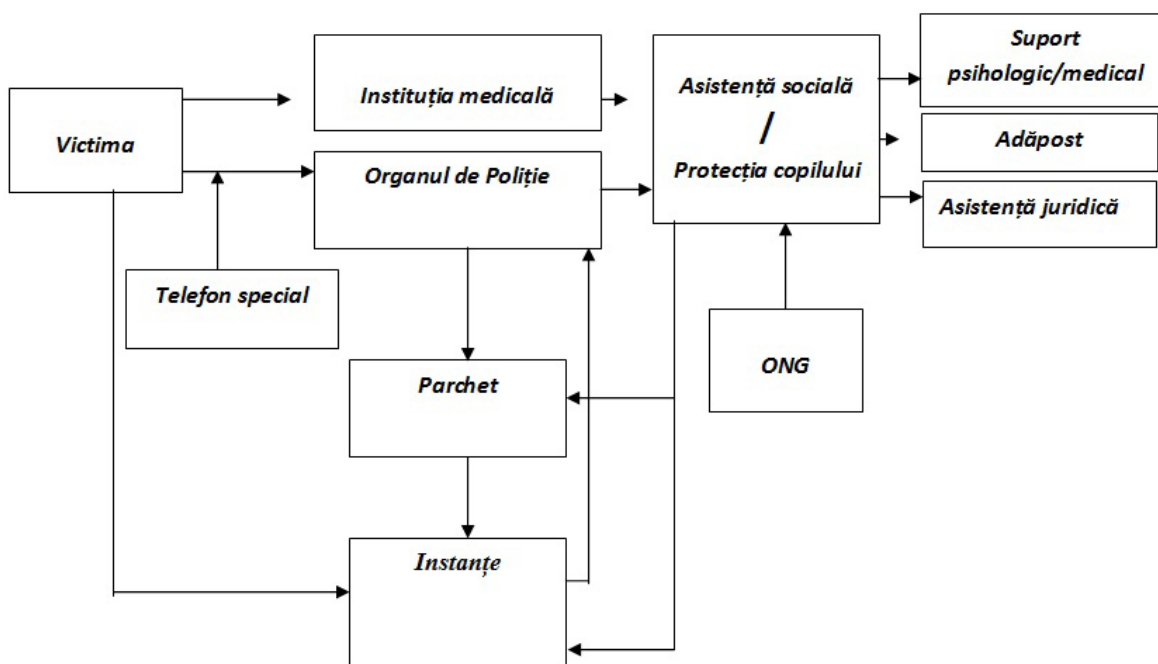 Victima
Instituția medicală
Organul de Poliție
Telefon special
Parchet
Instanțe
Asistență socială
/
Protecția copilului
ONG
Suport
psihologic/medical
Adăpost
Asistență juridică